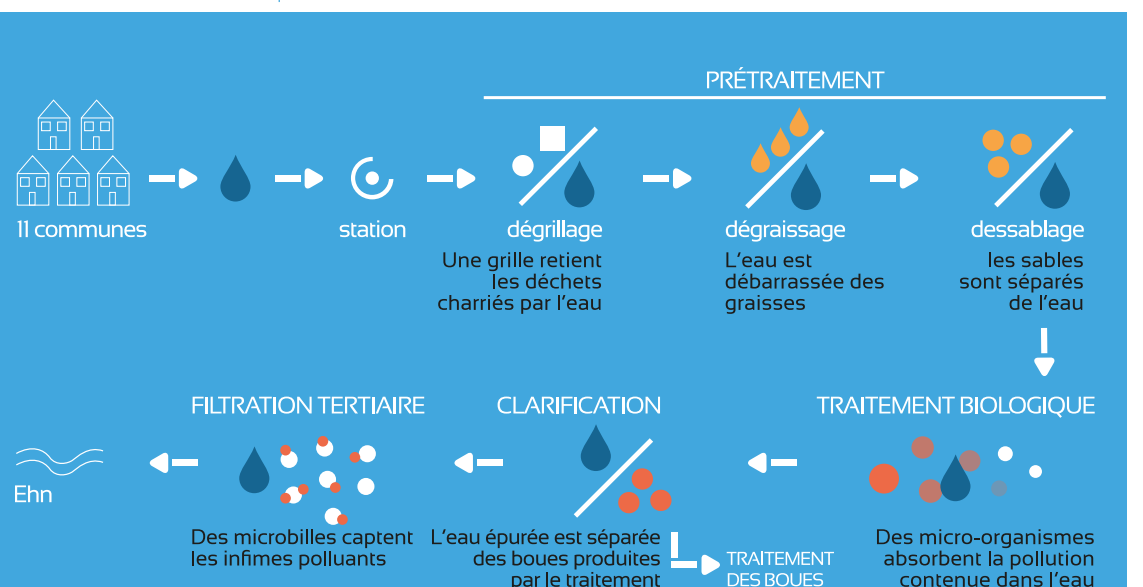 PRÉTRAITEMENT
11 communes
station
dégrillage
Une grille retient
les déchets
charriés par l'eau
dégraissage
L'eau est
débarrassée des
graisses
dessablage
les sables
sont séparés
de l'eau
FILTRATION TERTIAIRE
CLARIFICATION
TRAITEMENT BIOLOGIQUE
Ehn
Des microbilles captent
les infimes polluants
L'eau épurée est séparée
des boues produites
par le traitement
TRAITEMENT
DES BOUES
Des micro-organismes
absorbent la pollution
contenue dans l'eau